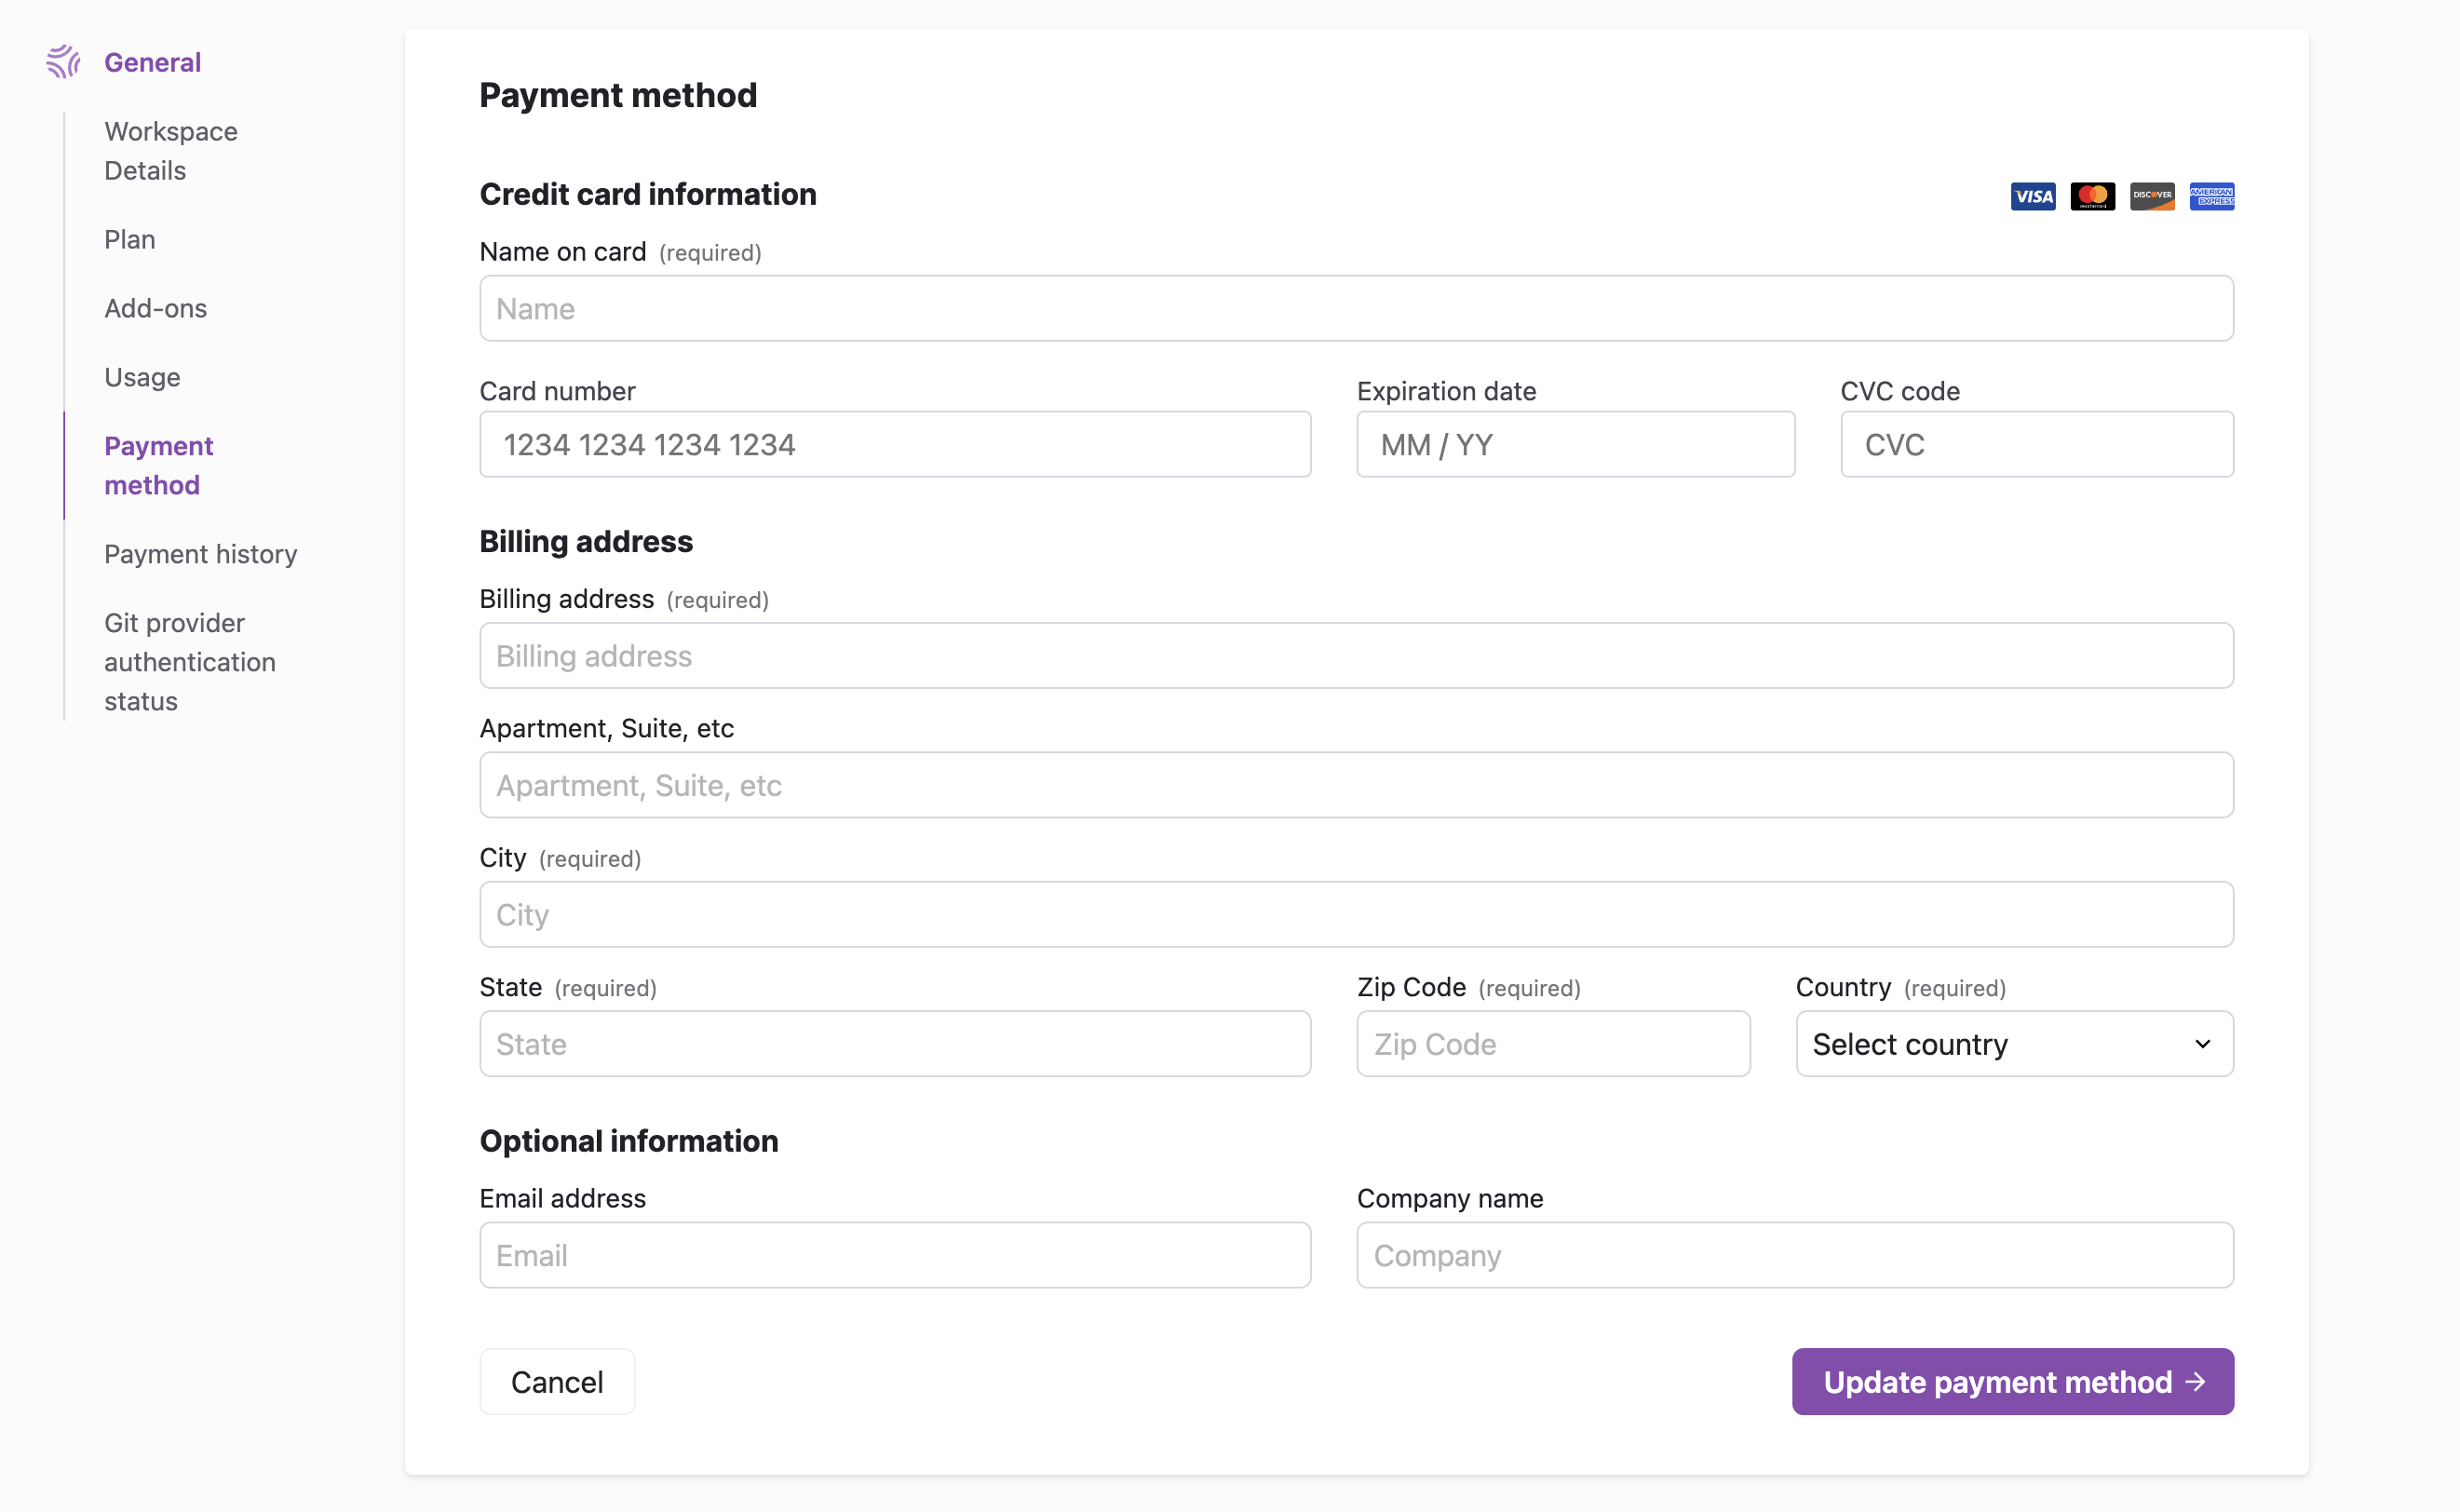 General
Workspace
Details
Plan
Add-ons
Usage
Payment
method
Payment history
Git provider
authentication
status
Payment method
Credit card information
VISA
mastercard
DISCOVER
AMERICAN
EXPRESS
Name on card (required)
Name
Card number
1234 1234 1234 1234
Expiration date
MM / YY
CVC code
CVC
Billing address
Billing address (required)
Billing address
Apartment, Suite, etc
Apartment, Suite, etc
City (required)
City
State (required)
State
Zip Code (required)
Zip Code
Country (required)
Select country
Optional information
Email address
Email
Company name
Company
Cancel
Update payment method